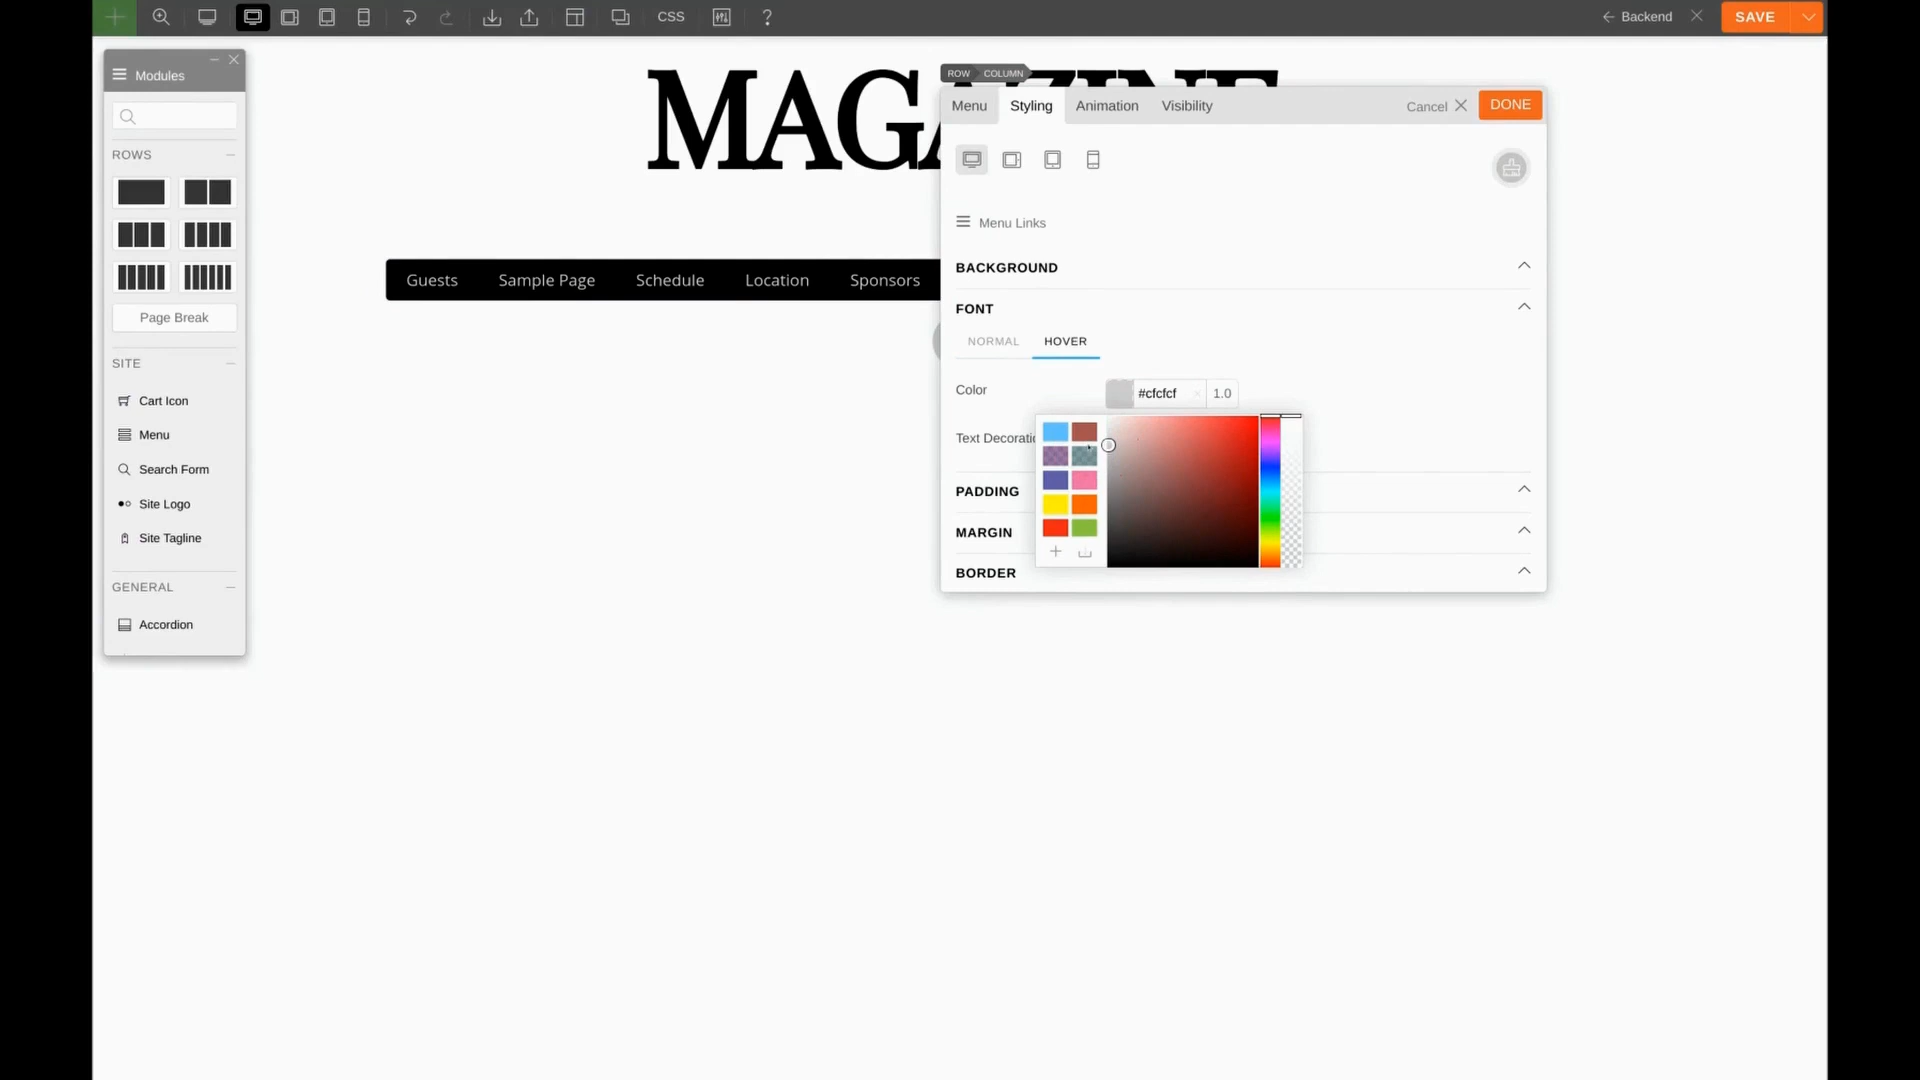 CSS
?
Backend
SAVE
Modules
ROWS
Page Break
SITE
Cart Icon
Menu
Search Form
Site Logo
Site Tagline
GENERAL
Accordion
Guests Sample Page Schedule Location Sponsors
ROW COLUMN
Menu Styling Animation Visibility
Cancel DONE
Menu Links
BACKGROUND
FONT
NORMAL HOVER
Color #cfcfcf 1.0
Text Decoratio
PADDING
MARGIN
BORDER